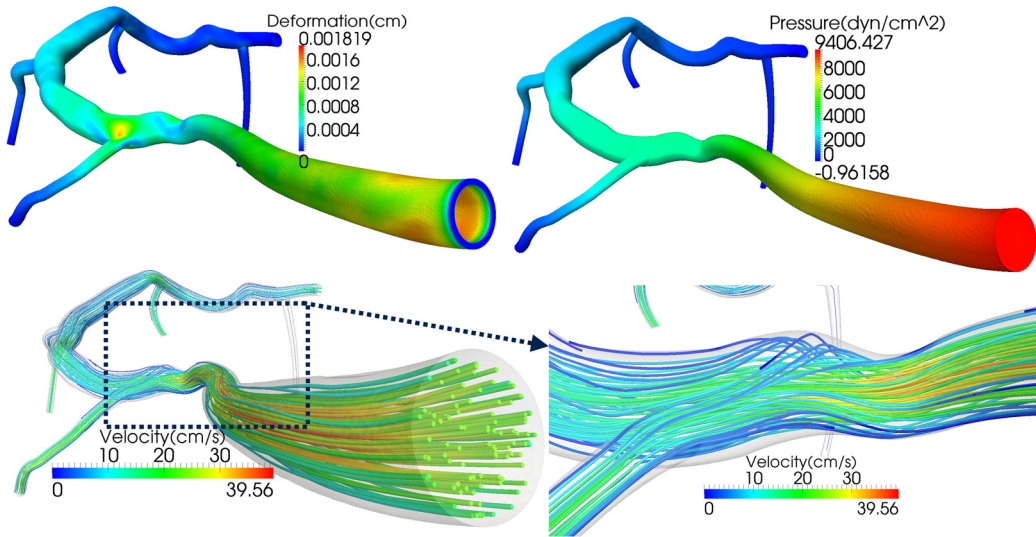 Deformation(cm)
0.001819
0.0016
0.0012
0.0008
0.0004
0
Pressure(dyn/cm^2)
9406.427
8000
6000
4000
2000
0
-0.96158
Velocity(cm/s)
0 10 20 30 39.56
Velocity(cm/s)
0 10 20 30 39.56